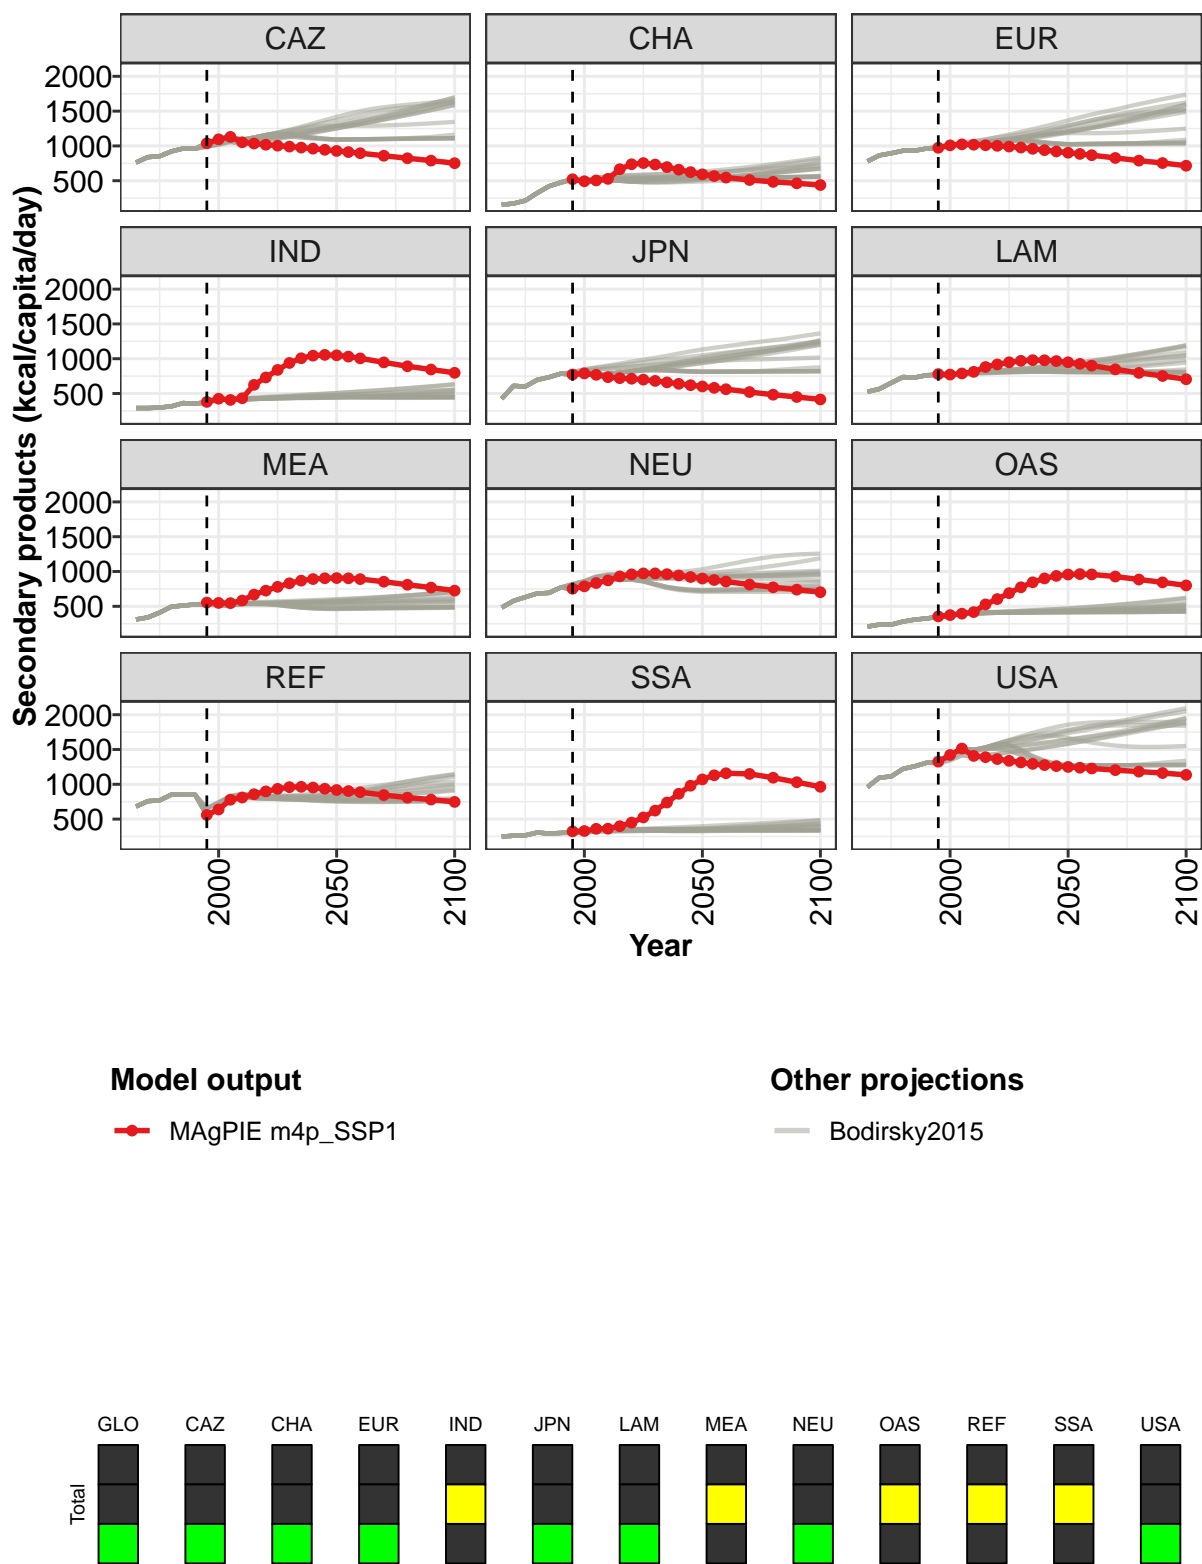 CAZ CHA EUR
2000
1500
1000
500
IND JPN LAM
2000
1500
1000
500
MEA NEU OAS
2000
1500
1000
500
REF SSA USA
2000
1500
1000
500
Secondary products (kcal/capita/day)
2000 2050 2100 2000 2050 2100 2000 2050 2100
Year
Model output Other projections
MAgPIE m4p_SSP1 Bodirsky2015
GLO CAZ CHA EUR IND JPN LAM MEA NEU OAS REF SSA USA
Total